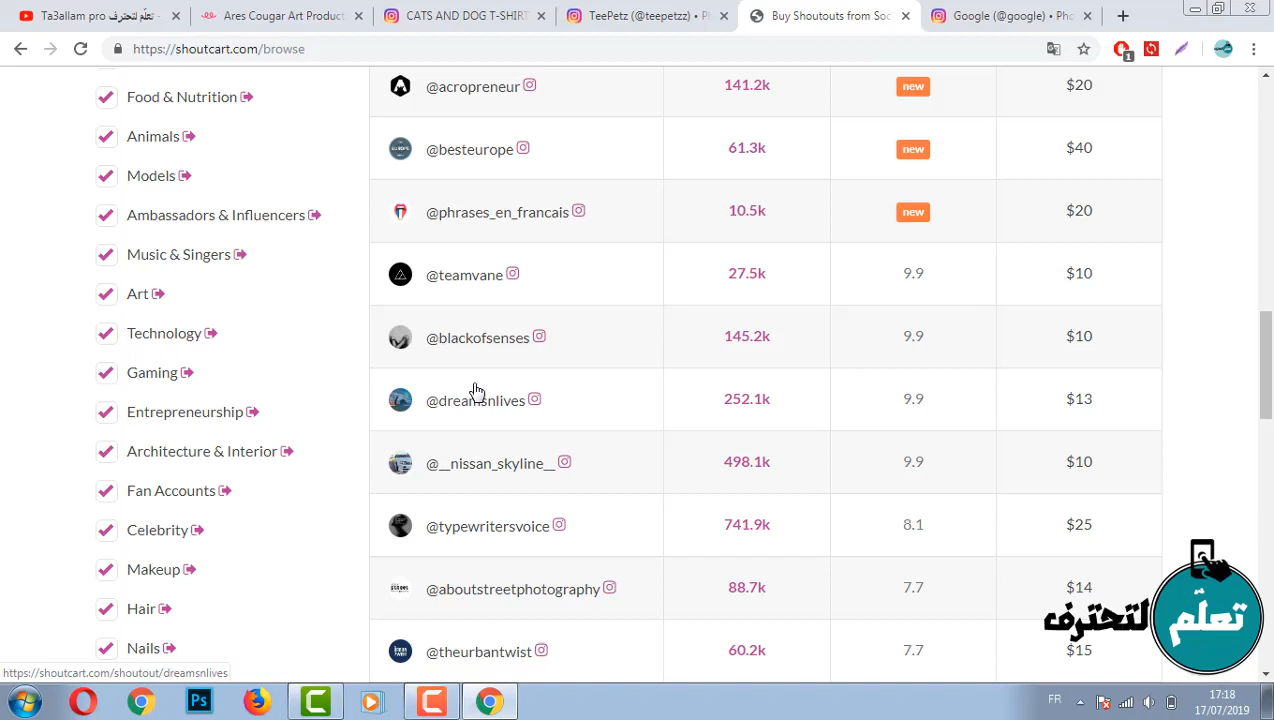 Ta3allam pro تعلم لتحترف
Ares Cougar Art Product
CATS AND DOG T-SHIRT
TeePetz (@teepetzz) • Ph
Buy Shoutouts from Soc
Google (@google) • Pho
https://shoutcart.com/browse
1
@acropreneur 141.2k new $20
Food & Nutrition
Animals
@besteurope 61.3k new $40
Models
@phrases_en_francais 10.5k new $20
Ambassadors & Influencers
Music & Singers
@teamvane 27.5k 9.9 $10
Art
Technology
@blackofsenses 145.2k 9.9 $10
Gaming
@dreamsnlives 252.1k 9.9 $13
Entrepreneurship
Architecture & Interior
@__nissan_skyline__ 498.1k 9.9 $10
Fan Accounts
@typewritersvoice 741.9k 8.1 $25
Celebrity
Makeup
@aboutstreetphotography 88.7k 7.7 $14
Hair
Nails
@theurbantwist 60.2k 7.7 $15
تعلّم لتحترف
https://shoutcart.com/shoutout/dreamsnlives
Ps
FR
17:18
17/07/2019